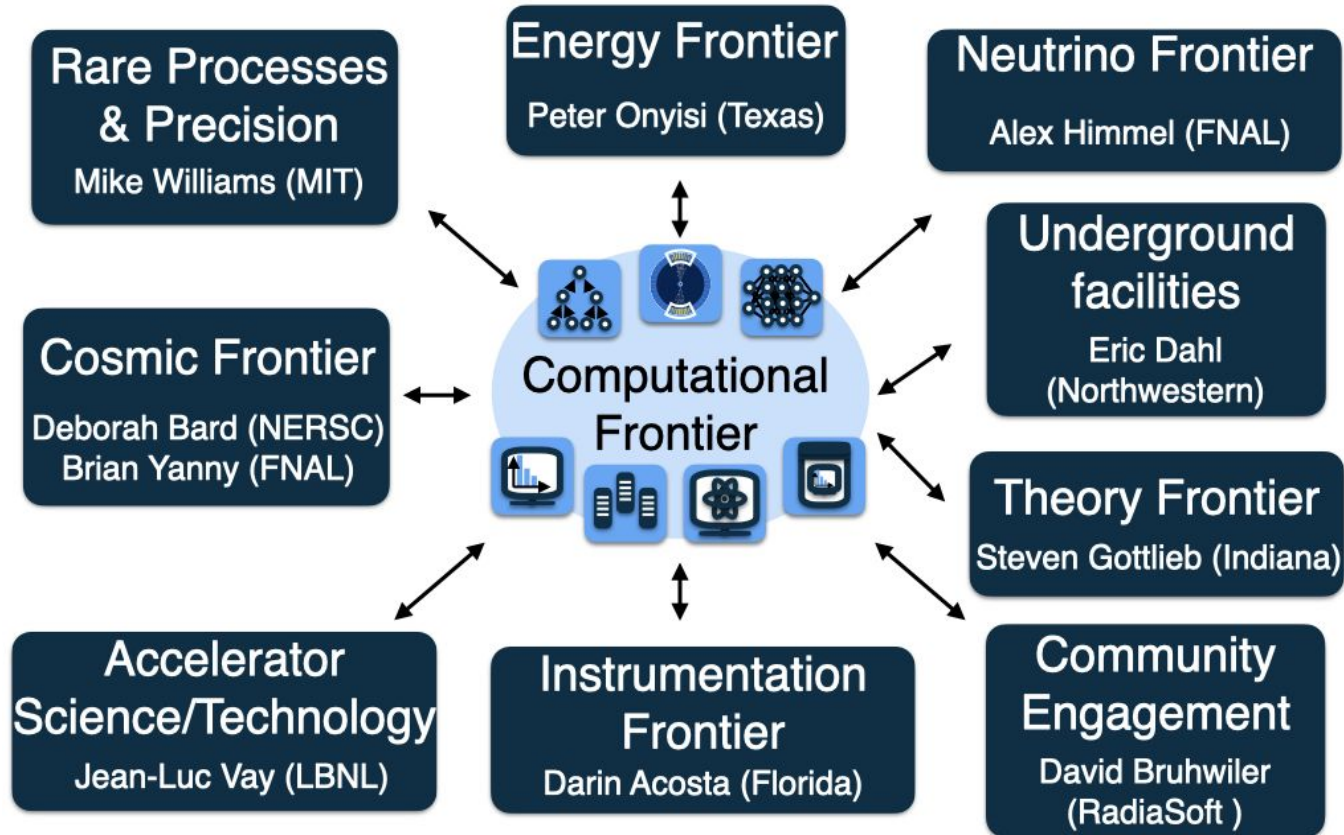 Rare Processes
& Precision
Mike Williams (MIT)
Energy Frontier
Peter Onyisi (Texas)
Neutrino Frontier
Alex Himmel (FNAL)
Underground
facilities
Eric Dahl
(Northwestern)
Cosmic Frontier
Deborah Bard (NERSC)
Brian Yanny (FNAL)
Computational
Frontier
Theory Frontier
Steven Gottlieb (Indiana)
Accelerator
Science/Technology
Jean-Luc Vay (LBNL)
Instrumentation
Frontier
Darin Acosta (Florida)
Community
Engagement
David Bruhwiler
(RadiaSoft )